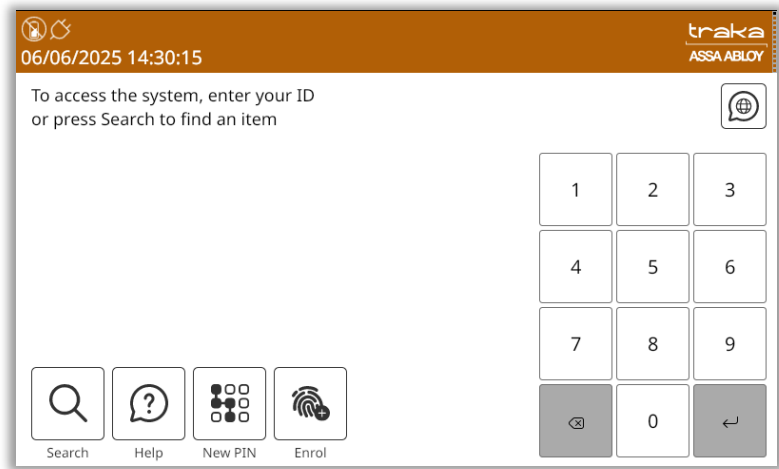 06/06/2025 14:30:15
traka
ASSA ABLOY
To access the system, enter your ID
or press Search to find an item
1 2 3
4 5 6
7 8 9
0
Search Help New PIN Enrol